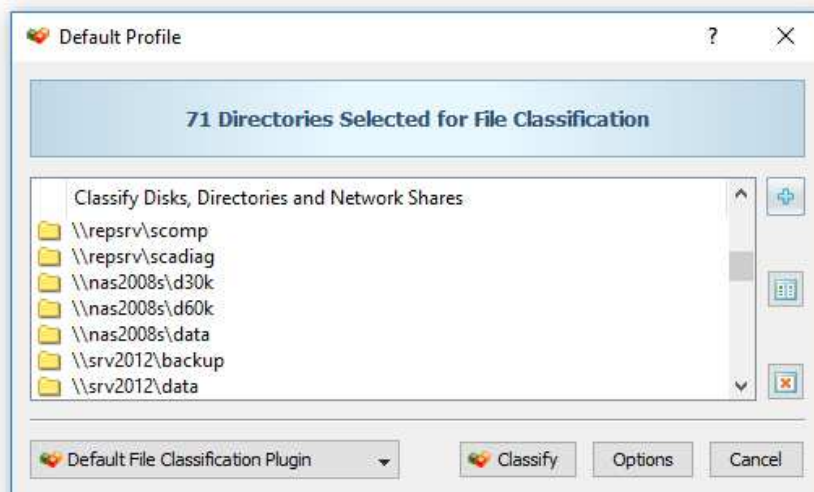 Default Profile
?
71 Directories Selected for File Classification
Classify Disks, Directories and Network Shares
\\repsrv\scomp
\\repsrv\scadiag
\\nas2008s\d30k
\\nas2008s\d60k
\\nas2008s\data
\\srv2012\backup
\\srv2012\data
Default File Classification Plugin
Classify
Options
Cancel